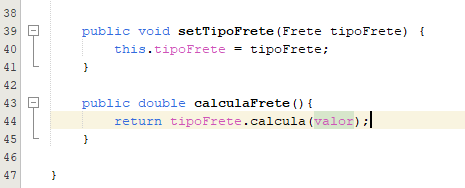 38
39 public void setTipoFrete(Frete tipoFrete) {
40 this.tipoFrete = tipoFrete;
41 }
42
43 public double calculaFrete(){
44 return tipoFrete.calcula(valor);
45 }
46
47 }